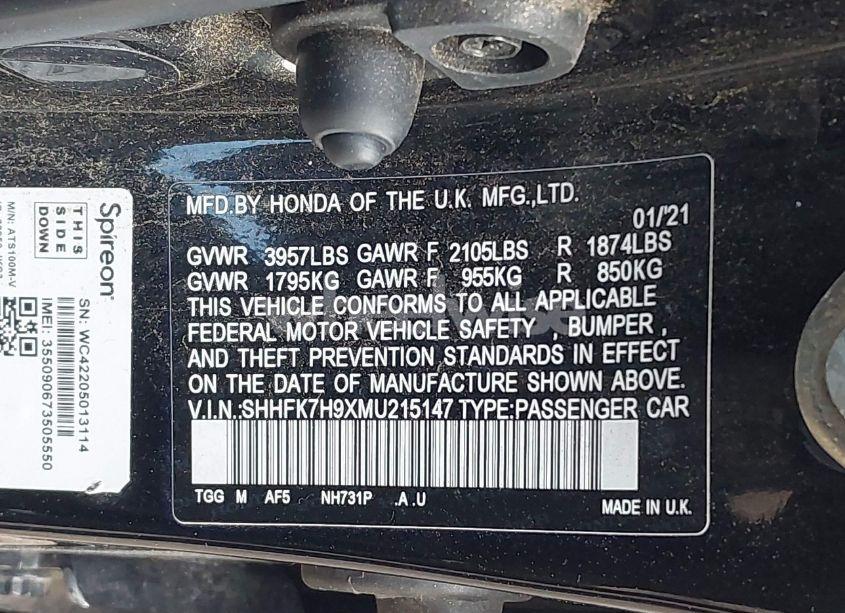 MFD.BY HONDA OF THE U.K. MFG.,LTD.
01/'21
GVWR 3957LBS GAWR F 2105LBS R 1874LBS
GVWR 1795KG GAWR F 955KG R 850KG
THIS VEHICLE CONFORMS TO ALL APPLICABLE
FEDERAL MOTOR VEHICLE SAFETY , BUMPER ,
AND THEFT PREVENTION STANDARDS IN EFFECT
ON THE DATE OF MANUFACTURE SHOWN ABOVE.
V.I.N:SHHFK7H9XMU215147 TYPE:PASSENGER CAR
TGG M AF5 NH731P .A .U
MADE IN U.K.
Spireon
THIS
SIDE
DOWN
M/N: ATS100M-V
SN: WC42205013114
IMEI: 355090673505550